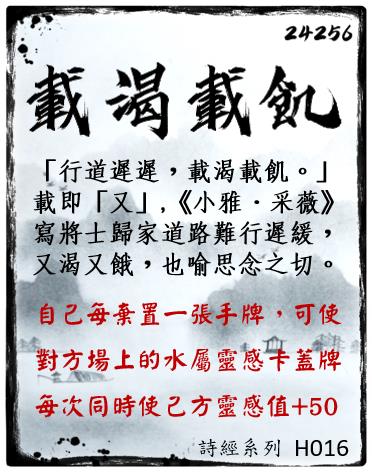 24256
載渴載飢
「行道遲遲，載渴載飢。」
載即「又」,《小雅·采薇》
寫將士歸家道路難行遲緩，
又渴又餓，也喻思念之切。
自己每棄置一張手牌，可使
對方場上的水屬靈感卡蓋牌
每次同時使己方靈感值+50
詩經系列 H016